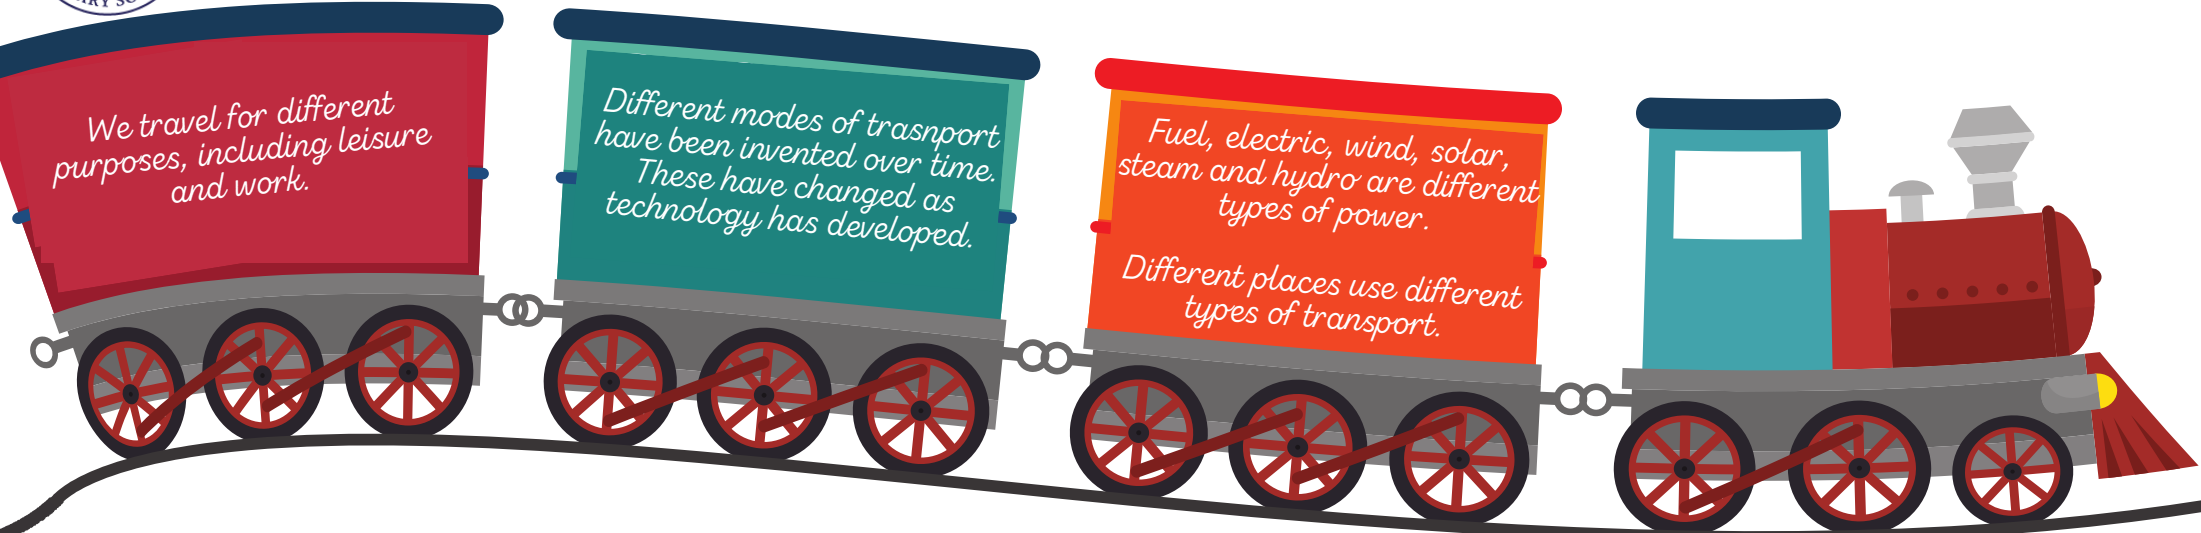 We travel for different
purposes, including leisure
and work.
Different modes of trasnport
have been invented over time.
These have changed as
technology has developed.
Fuel, electric, wind, solar,
steam and hydro are different
types of power.
Different places use different
types of transport.